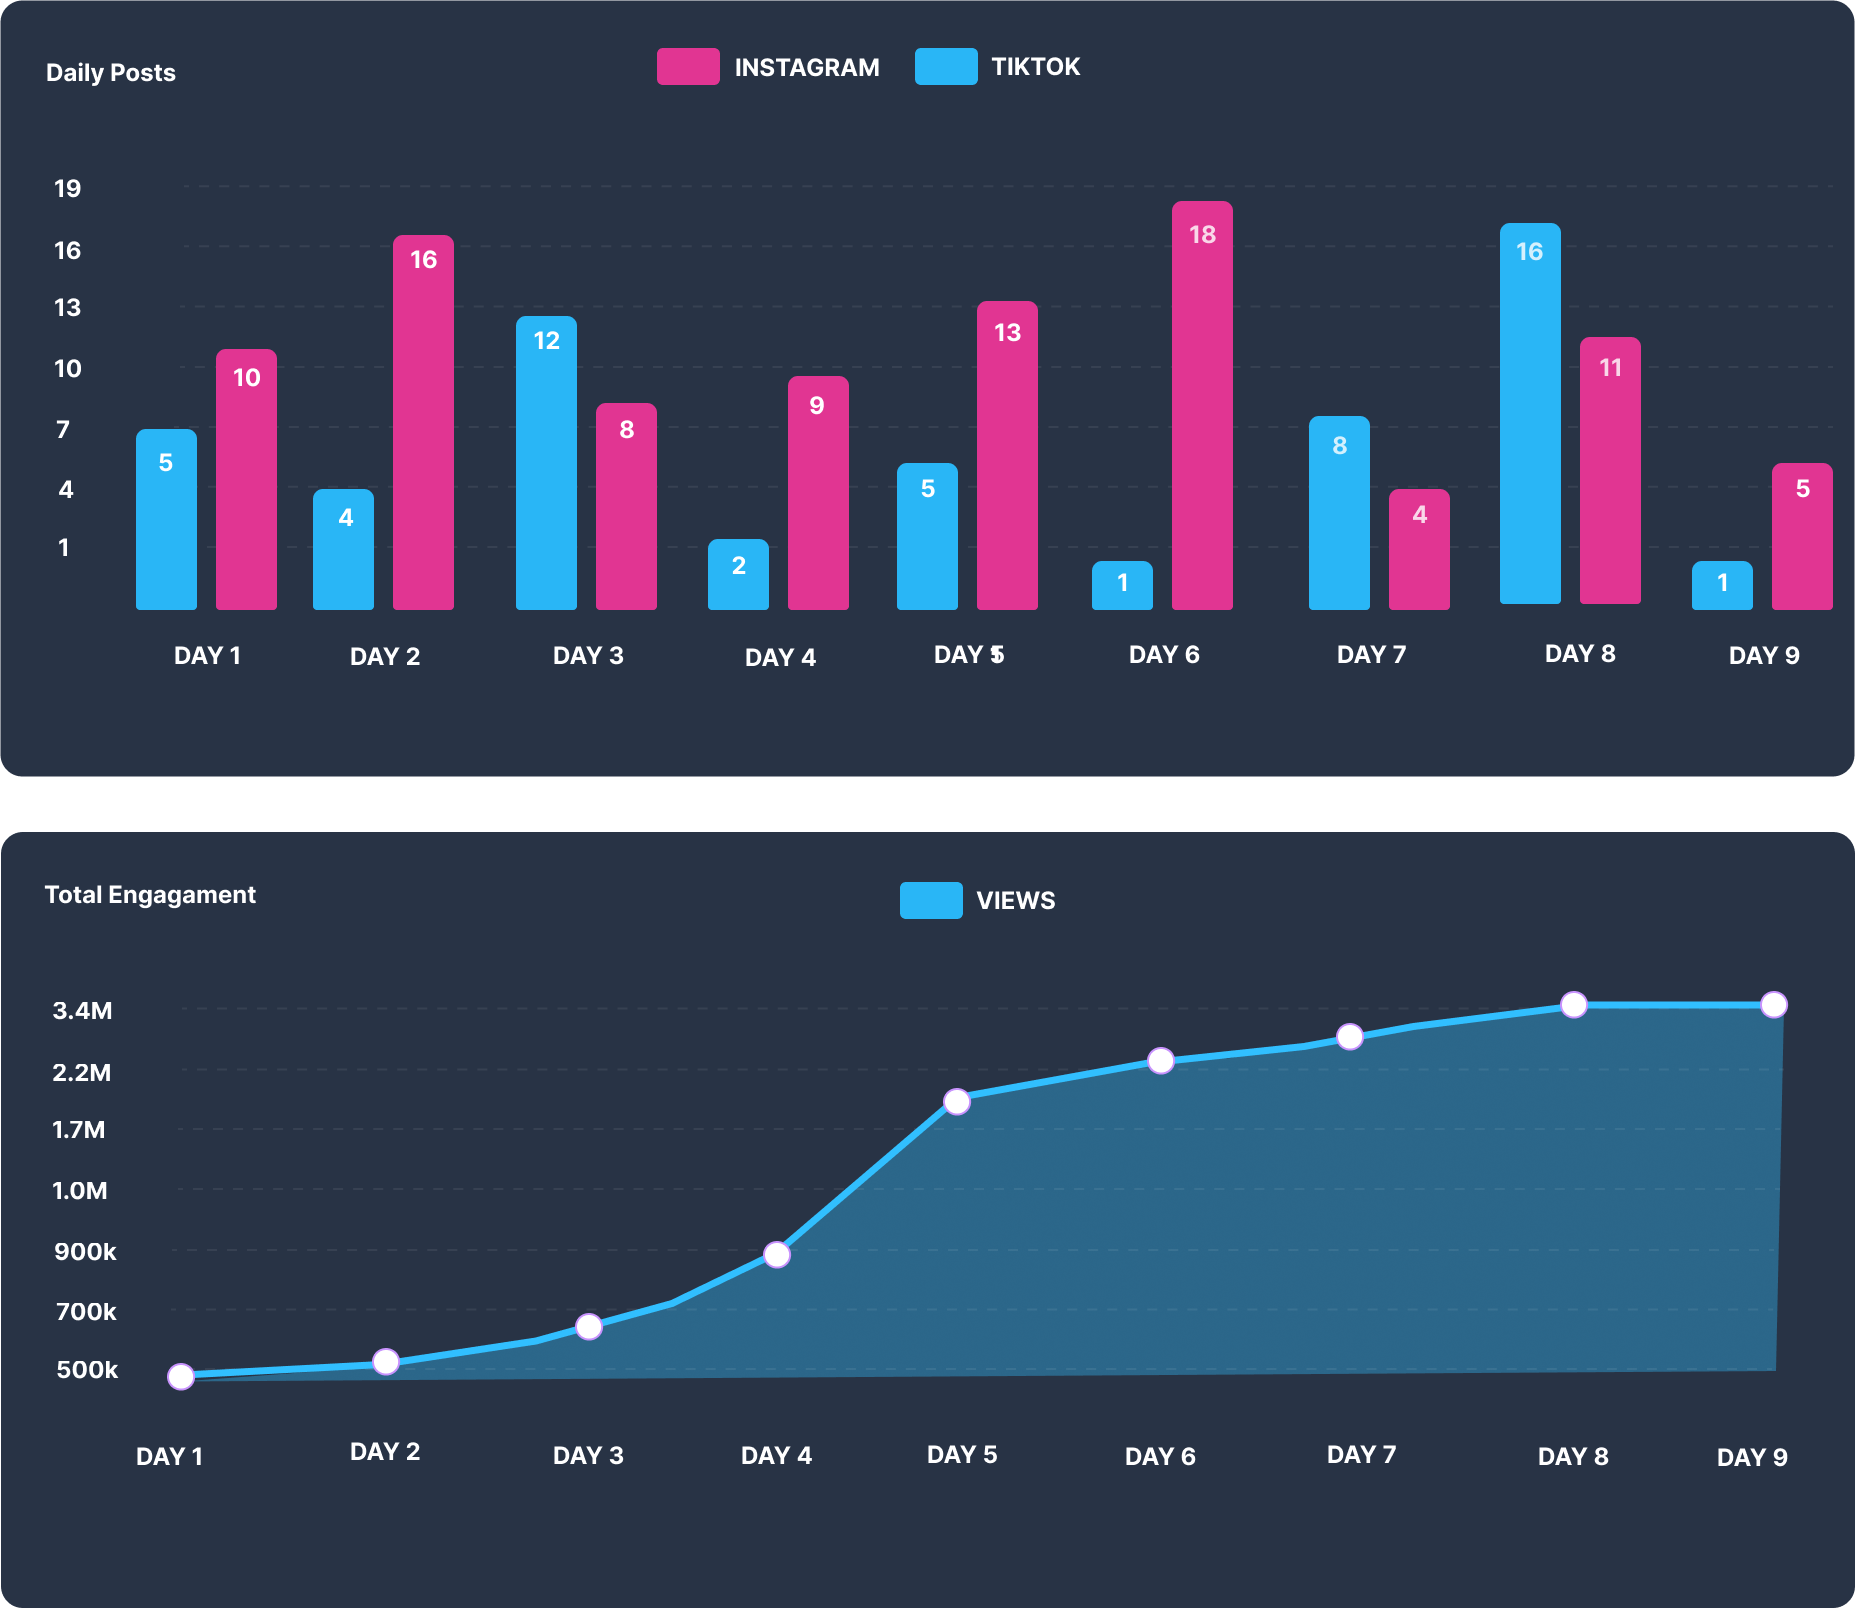 Daily Posts
INSTAGRAM
TIKTOK
19
16
13
10
7
4
1
5
10
4
16
12
8
2
9
5
13
1
18
8
4
16
11
1
5
DAY 1
DAY 2
DAY 3
DAY 4
DAY 5
DAY 6
DAY 7
DAY 8
DAY 9
Total Engagament
VIEWS
3.4M
2.2M
1.7M
1.0M
900k
700k
500k
DAY 1
DAY 2
DAY 3
DAY 4
DAY 5
DAY 6
DAY 7
DAY 8
DAY 9